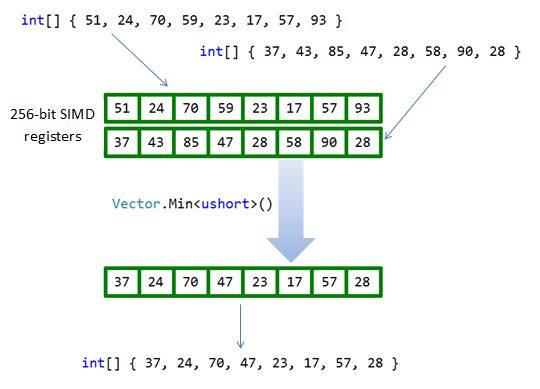 int[] { 51, 24, 70, 59, 23, 17, 57, 93 }
int[] { 37, 43, 85, 47, 28, 58, 90, 28 }
256-bit SIMD
registers
51 24 70 59 23 17 57 93
37 43 85 47 28 58 90 28
Vector.Min<ushort>()
37 24 70 47 23 17 57 28
int[] { 37, 24, 70, 47, 23, 17, 57, 28 }